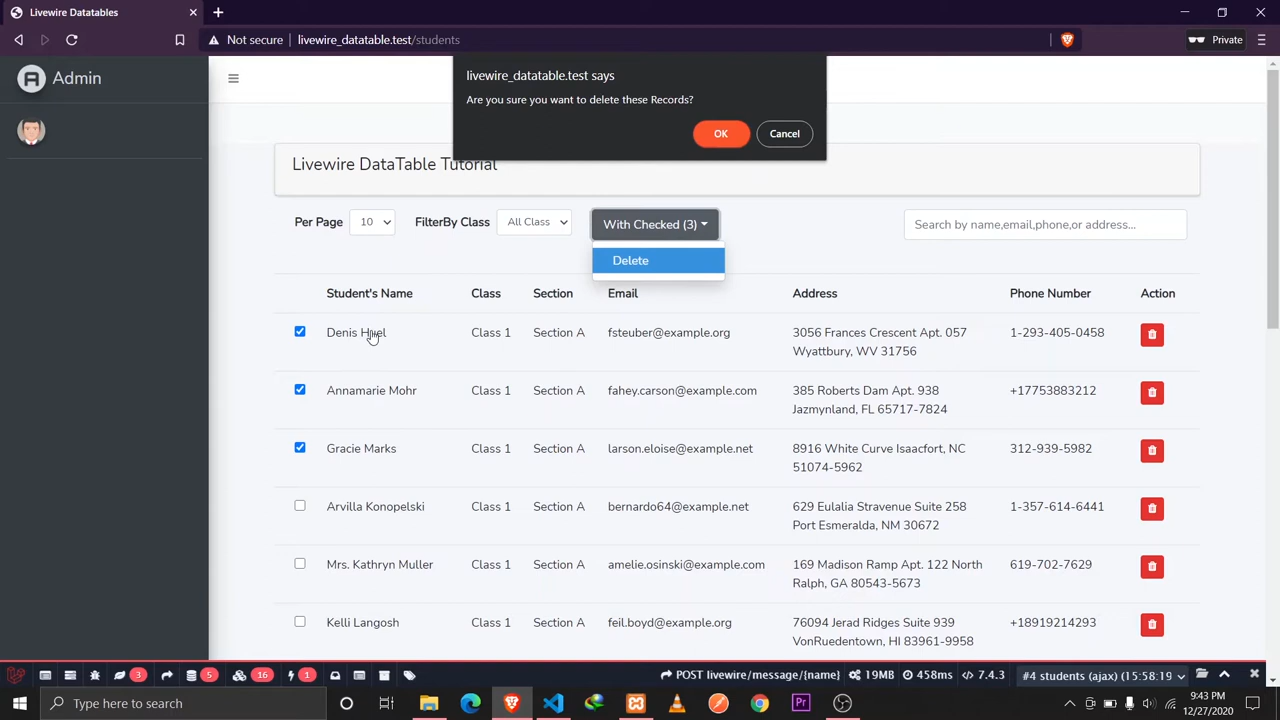 Livewire Datatables
Not secure livewire_datatable.test/students
Private
Admin
livewire_datatable.test says
Are you sure you want to delete these Records?
OK Cancel
Livewire DataTable Tutorial
Per Page 10 FilterBy Class All Class With Checked (3) Search by name,email,phone,or address...
Delete
Student's Name Class Section Email Address Phone Number Action
Denis Class 1 Section A fsteuber@example.org 3056 Frances Crescent Apt. 057 1-293-405-0458
Wyattbury, WV 31756
Annamarie Mohr Class 1 Section A fahey.carson@example.com 385 Roberts Dam Apt. 938 +17753883212
Jazmynland, FL 65717-7824
Gracie Marks Class 1 Section A larson.eloise@example.net 8916 White Curve Isaacfort, NC 312-939-5982
51074-5962
Arvilla Konopelski Class 1 Section A bernardo64@example.net 629 Eulalia Stravenue Suite 258 1-357-614-6441
Port Esmeralda, NM 30672
Mrs. Kathryn Muller Class 1 Section A amelie.osinski@example.com 169 Madison Ramp Apt. 122 North 619-702-7629
Ralph, GA 80543-5673
Kelli Langosh Class 1 Section A feil.boyd@example.org 76094 Jerad Ridges Suite 939 +18919214293
VonRuedentown, HI 83961-9958
3 5 16 1 POST livewire/message/{name} 19MB 458ms 7.4.3 #4 students (ajax) (15:58:19
Type here to search
Pr
9:43 PM
12/27/2020